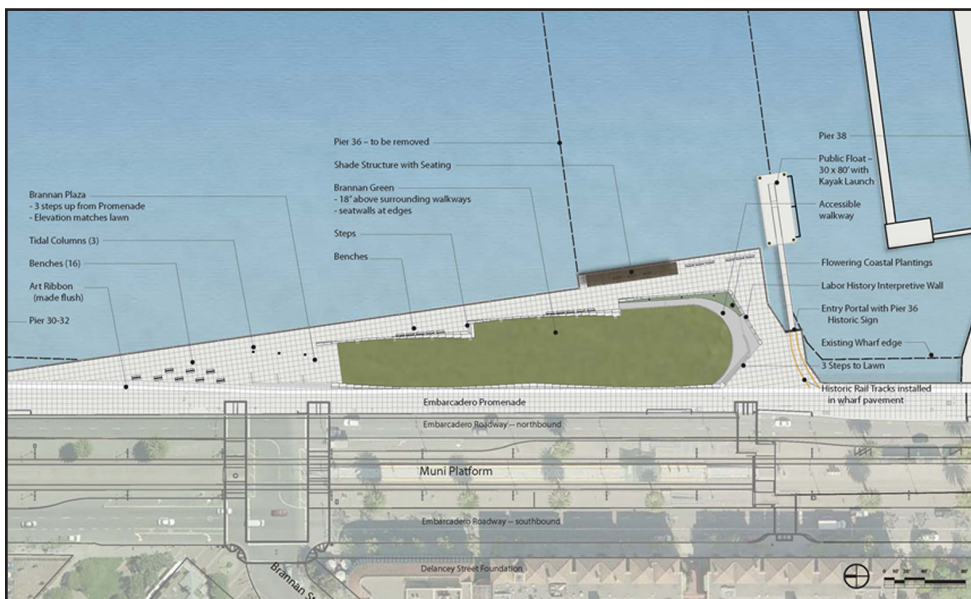 Pier 36 – to be removed
Shade Structure with Seating
Brannan Green
- 18" above surrounding walkways
- seatwalls at edges
Steps
Benches
Brannan Plaza
- 3 steps up from Promenade
- Elevation matches lawn
Tidal Columns (3)
Benches (16)
Art Ribbon
(made flush)
Pier 30-32
Pier 38
Public Float –
30 x 80' with
Kayak Launch
Accessible
walkway
Flowering Coastal Plantings
Labor History Interpretive Wall
Entry Portal with Pier 36
Historic Sign
Existing Wharf edge
3 Steps to Lawn
Historic Rail Tracks installed
in wharf pavement
Embarcadero Promenade
Embarcadero Roadway -- northbound
Muni Platform
Embarcadero Roadway -- southbound
Delancey Street Foundation
Brannan
0